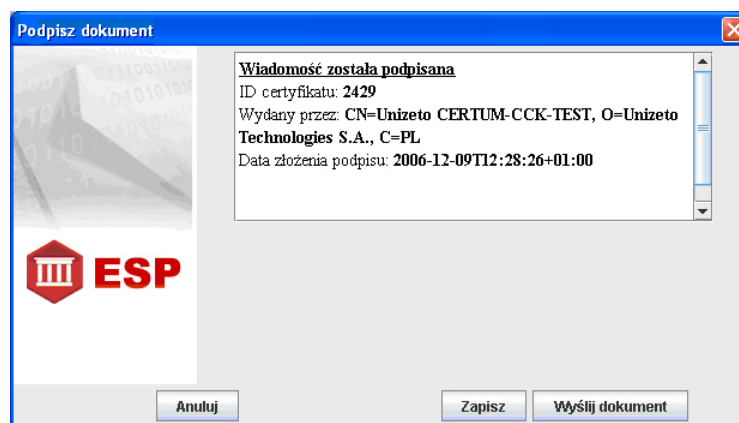 Podpisz dokument
Wiadomość została podpisana
ID certyfikatu: 2429
Wydany przez: CN=Unizeto CERTUM-CCK-TEST, O=Unizeto
Technologies S.A., C=PL
Data złożenia podpisu: 2006-12-09T12:28:26+01:00
ESP
Anuluj
Zapisz
Wyślij dokument